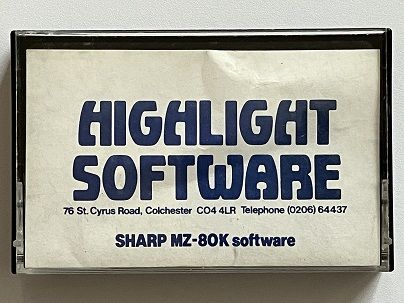 HIGHLIGHT
SOFTWARE
76 St. Cyrus Road, Colchester CO4 4LR Telephone (0206) 64437
SHARP MZ-80K software